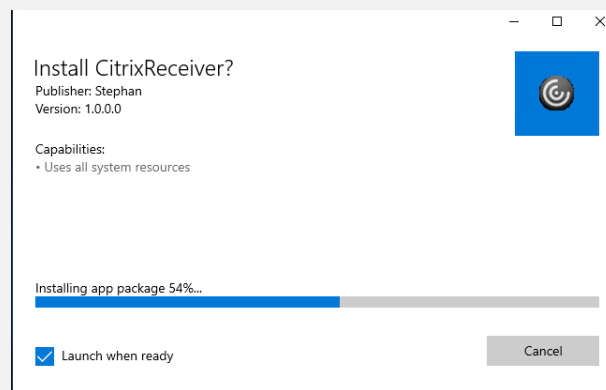 Install CitrixReceiver?
Publisher: Stephan
Version: 1.0.0.0
Capabilities:
• Uses all system resources
Installing app package 54%...
Launch when ready
Cancel